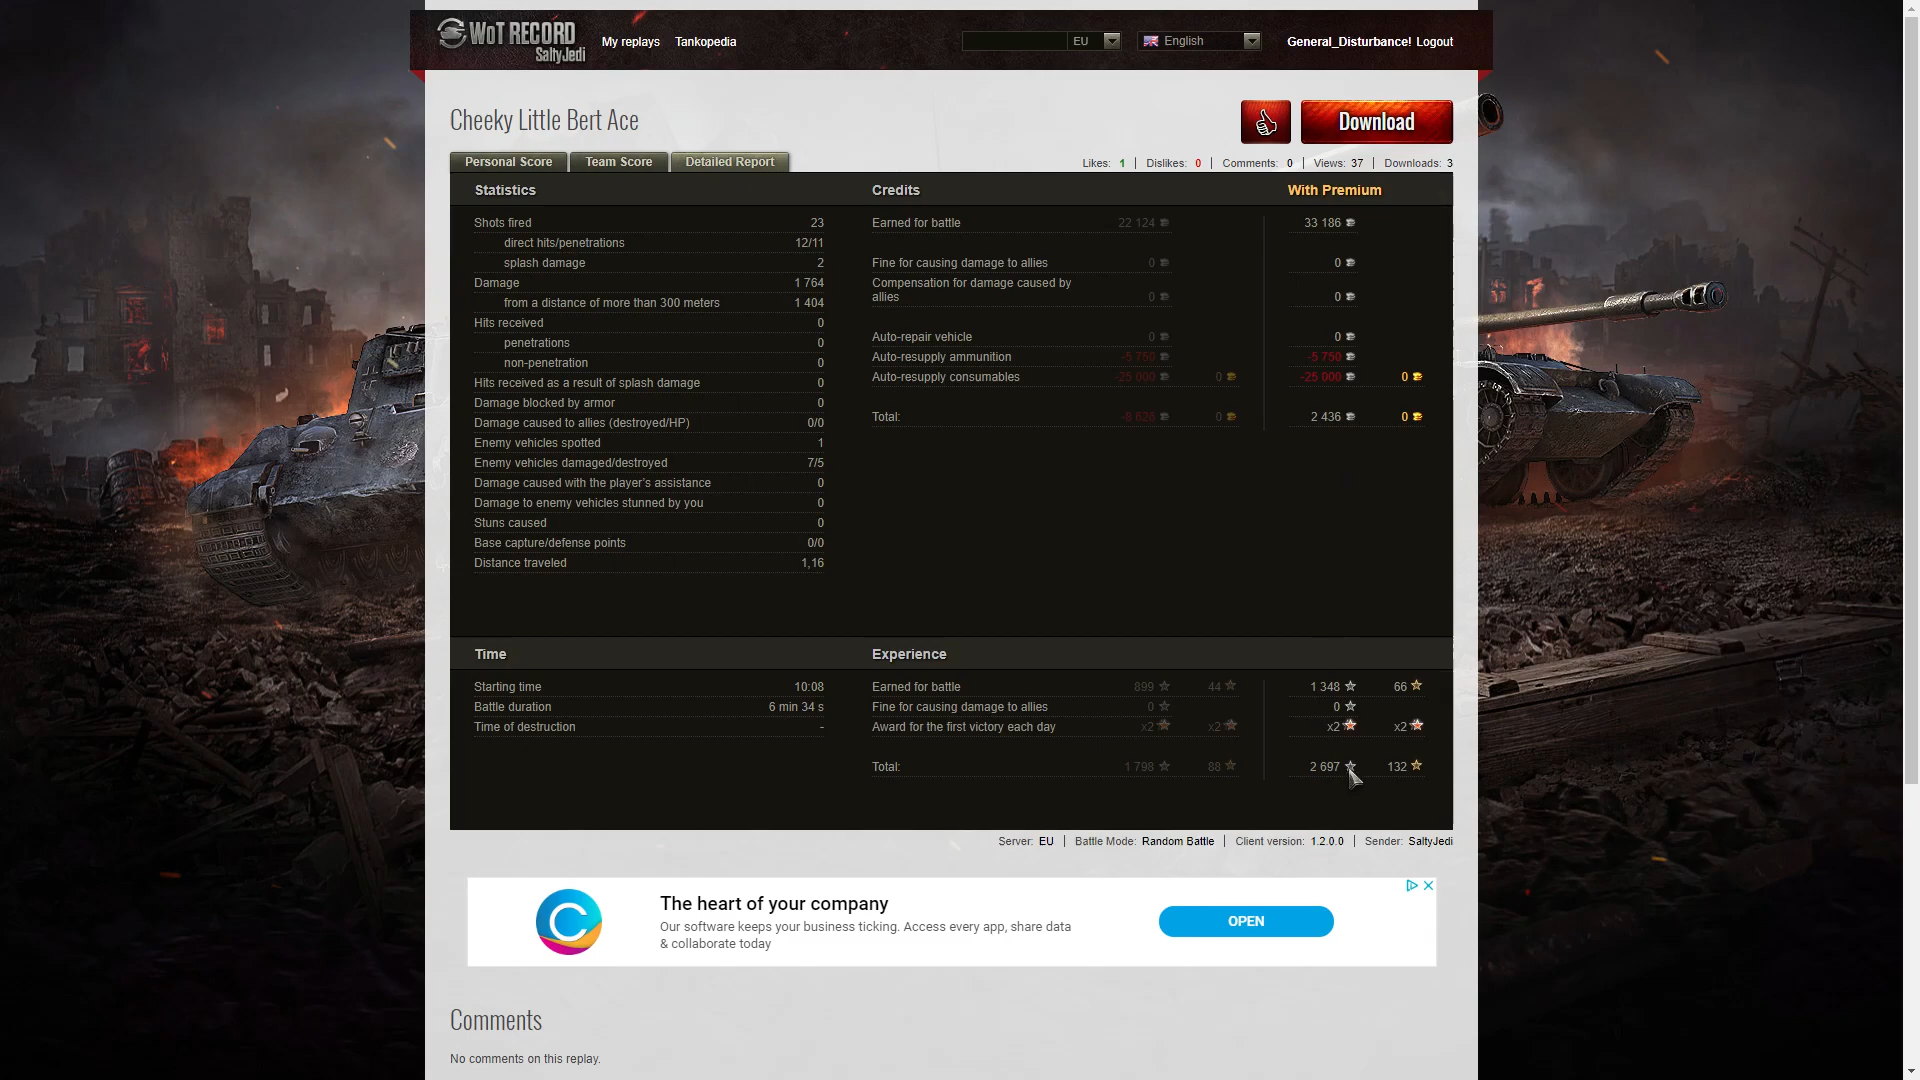 WoT RECORD
SaltyJedi
My replays Tankopedia
EU
English
General_Disturbance! Logout
Cheeky Little Bert Ace
Download
Personal Score Team Score Detailed Report
Likes: 1 | Dislikes: 0 | Comments: 0 | Views: 37 | Downloads: 3
Statistics Credits With Premium
Shots fired 23
direct hits/penetrations 12/11
splash damage 2
Damage 1 764
from a distance of more than 300 meters 1 404
Hits received 0
penetrations 0
non-penetration 0
Hits received as a result of splash damage 0
Damage blocked by armor 0
Damage caused to allies (destroyed/HP) 0/0
Enemy vehicles spotted 1
Enemy vehicles damaged/destroyed 7/5
Damage caused with the player's assistance 0
Damage to enemy vehicles stunned by you 0
Stuns caused 0
Base capture/defense points 0/0
Distance traveled 1,16
Earned for battle 22 124 33 186
Fine for causing damage to allies 0 0
Compensation for damage caused by
allies 0 0
Auto-repair vehicle 0 0
Auto-resupply ammunition -5 750 -5 750
Auto-resupply consumables -25 000 0 -25 000 0
Total: -8 626 0 2 436 0
Time Experience
Starting time 10:08
Battle duration 6 min 34 s
Time of destruction -
Earned for battle 899 44 1 348 66
Fine for causing damage to allies 0 0
Award for the first victory each day x2 x2 x2 x2
Total: 1 798 88 2 697 132
Server: EU | Battle Mode: Random Battle | Client version: 1.2.0.0 | Sender: SaltyJedi
The heart of your company
Our software keeps your business ticking. Access every app, share data
& collaborate today
OPEN
Comments
No comments on this replay.